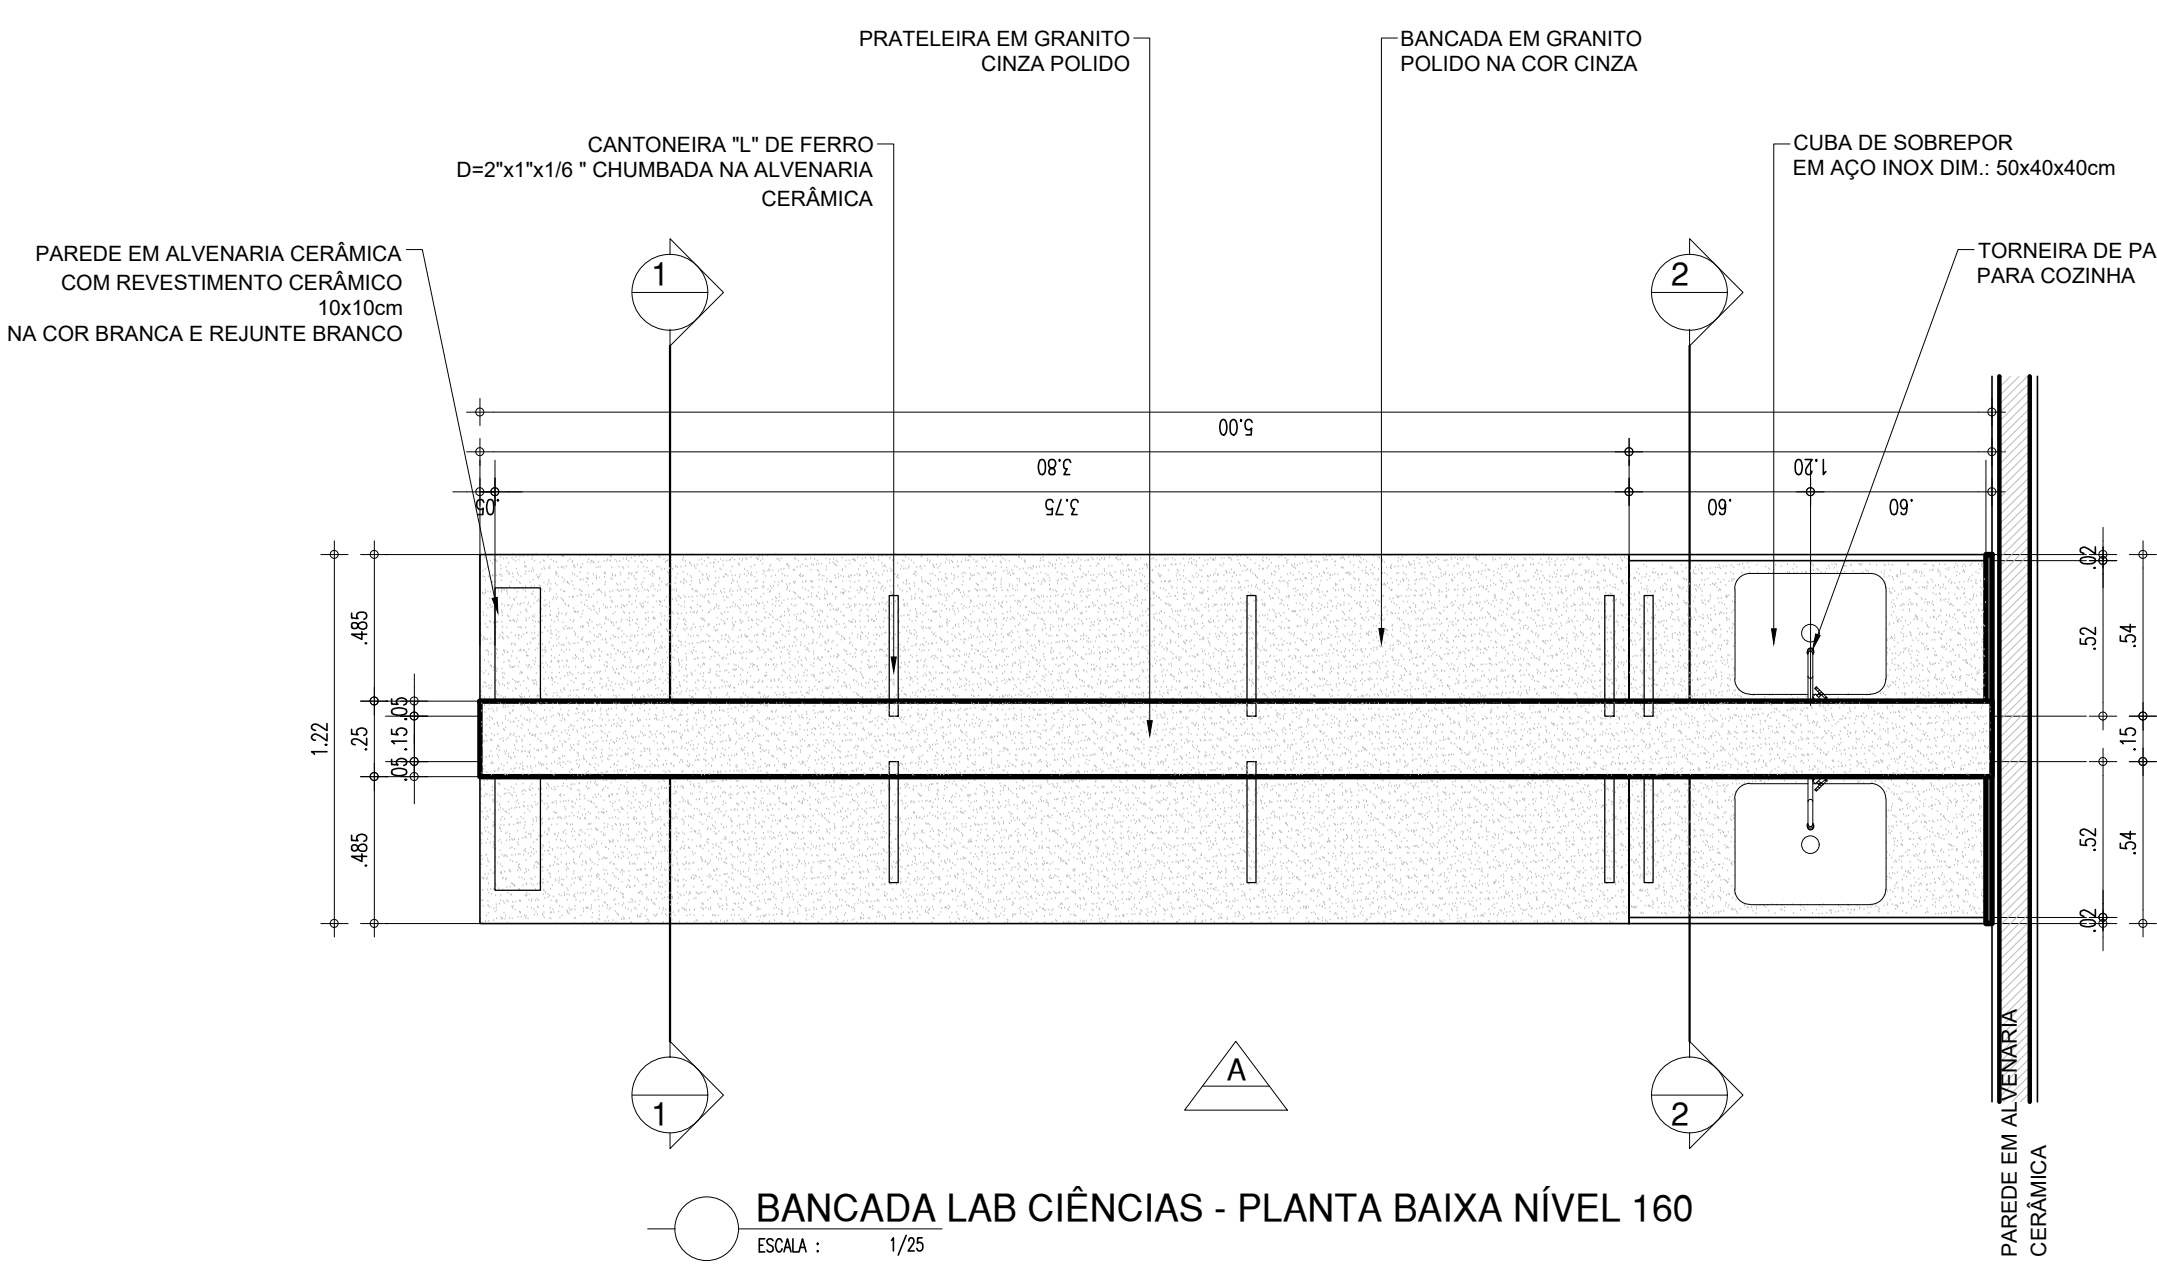 PRATELEIRA EM GRANITO
CINZA POLIDO
BANCADA EM GRANITO
POLIDO NA COR CINZA
CANTONEIRA "L" DE FERRO
D=2"x1"x1/6 " CHUMBADA NA ALVENARIA
CERÂMICA
CUBA DE SOBREPOR
EM AÇO INOX DIM.: 50x40x40cm
PAREDE EM ALVENARIA CERÂMICA
COM REVESTIMENTO CERÂMICO
10x10cm
NA COR BRANCA E REJUNTE BRANCO
TORNEIRA DE PA
PARA COZINHA
1
2
5.00
3.80
1.20
.05
3.75
.60
.60
1.22
.485
.25
.485
.05
.15
.05
.02
.52
.54
.15
.52
.54
.02
A
1
2
PAREDE EM ALVENARIA
CERÂMICA
BANCADA LAB CIÊNCIAS - PLANTA BAIXA NÍVEL 160
ESCALA : 1/25